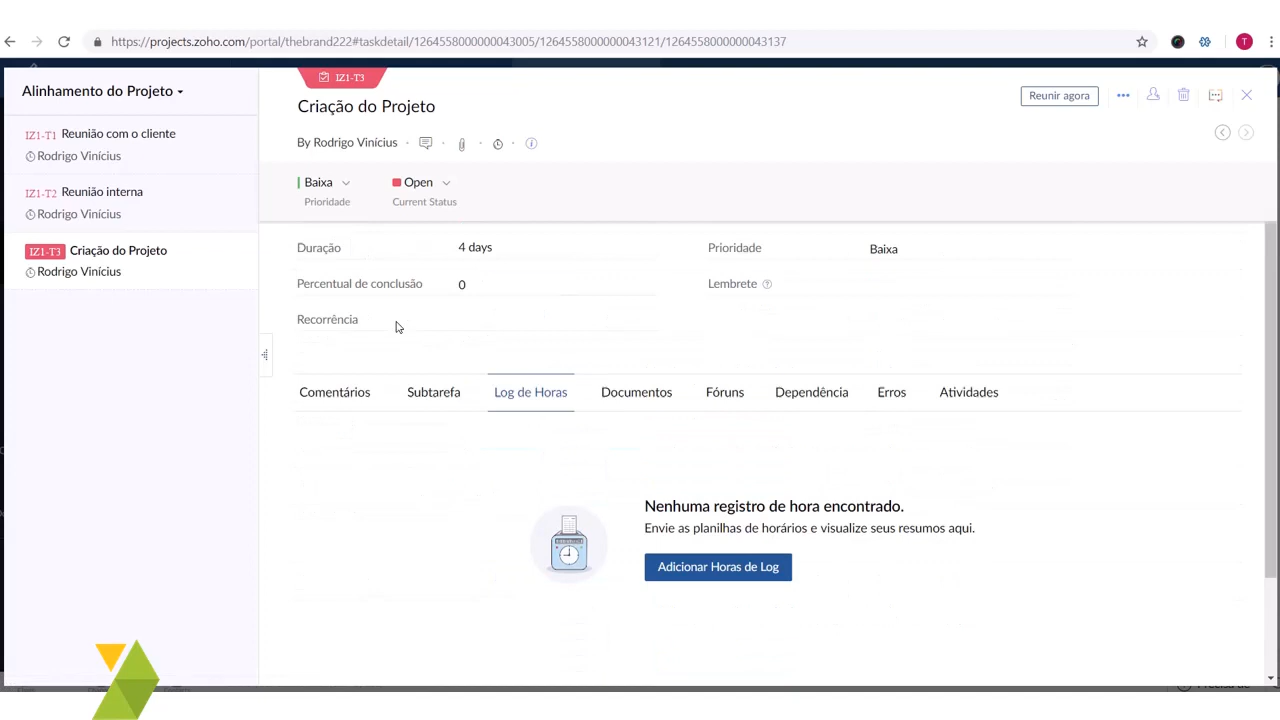 https://projects.zoho.com/portal/thebrand222#taskdetail/1264558000000043005/1264558000000043121/1264558000000043137
T
Alinhamento do Projeto
IZ1-T1 Reunião com o cliente
Rodrigo Vinícius
IZ1-T2 Reunião interna
Rodrigo Vinícius
IZ1-T3 Criação do Projeto
Rodrigo Vinícius
IZ1-T3
Criação do Projeto
Reunir agora
By Rodrigo Vinícius
Baixa
Prioridade
Open
Current Status
Duração 4 days
Prioridade Baixa
Percentual de conclusão 0
Lembrete
Recorrência
Comentários Subtarefa Log de Horas Documentos Fóruns Dependência Erros Atividades
Nenhuma registro de hora encontrado.
Envie as planilhas de horários e visualize seus resumos aqui.
Adicionar Horas de Log